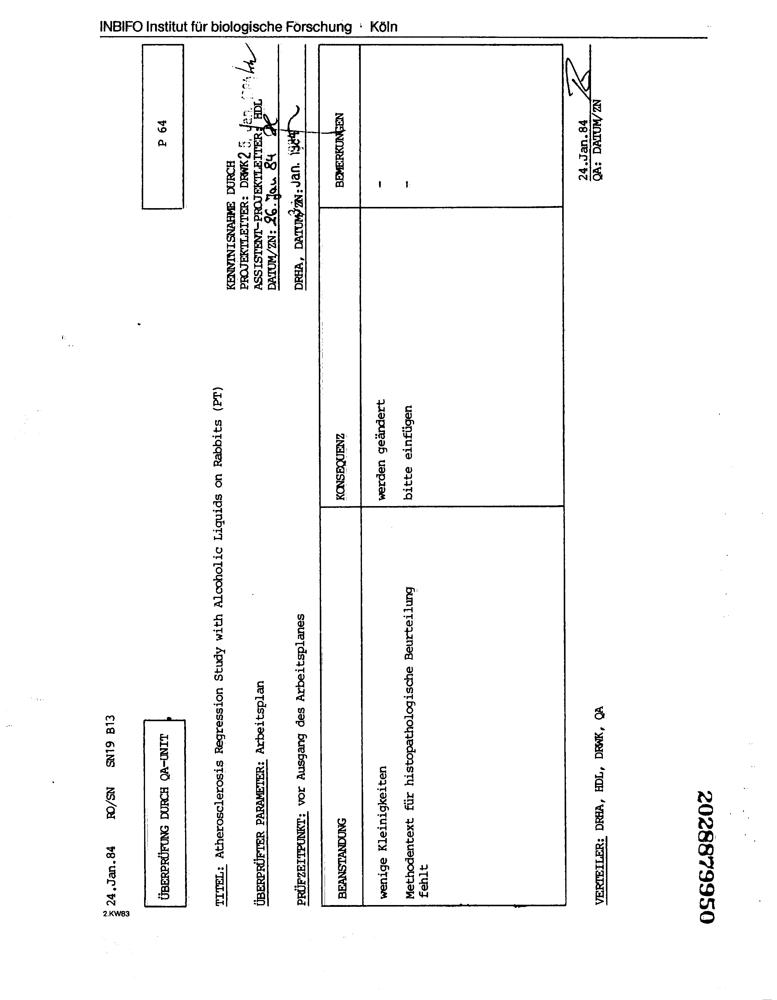 INBIFO Institut für biologische Forschung · Köln
24.Jan.84 RO/SN SN19 B13
2.KW83
ÜBERPRÜFUNG DURCH QA-UNIT
P 64
TITEL: Atherosclerosis Regression Study with Alcoholic Liquids on Rabbits (PT)
KENNTNISNAHME DURCH
PROJEKTLEITER: DRWK 25. Jan. 1984
ASSISTENT-PROJEKTLEITER: HDL
DATUM/ZN: 26. Jan 84
ÜBERPRÜFTER PARAMETER: Arbeitsplan
DRHA, DATUM/ZN: Jan. 1984
PRÜFZEITPUNKT: vor Ausgang des Arbeitsplanes
BEANSTANDUNG KONSEQUENZ BEMERKUNGEN
wenige Kleinigkeiten werden geändert -
Methodentext für histopathologische Beurteilung bitte einfügen -
fehlt
24.Jan.84
QA: DATUM/ZN
VERTEILER: DRHA, HDL, DRWK, QA
2028879950